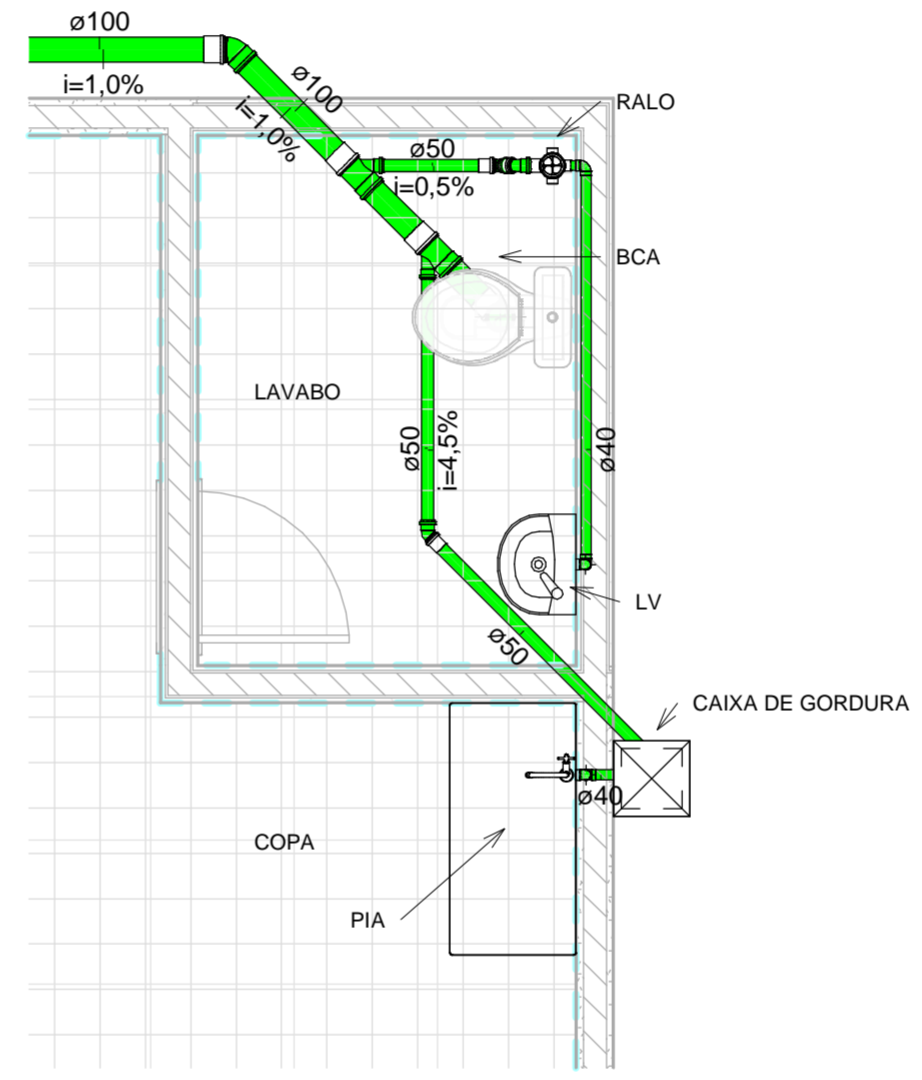 ø100
i=1,0%
ø100
i=1,0%
RALO
ø50
i=0,5%
BCA
LAVABO
ø50
i=4,5%
ø40
LV
ø50
CAIXA DE GORDURA
ø40
COPA
PIA